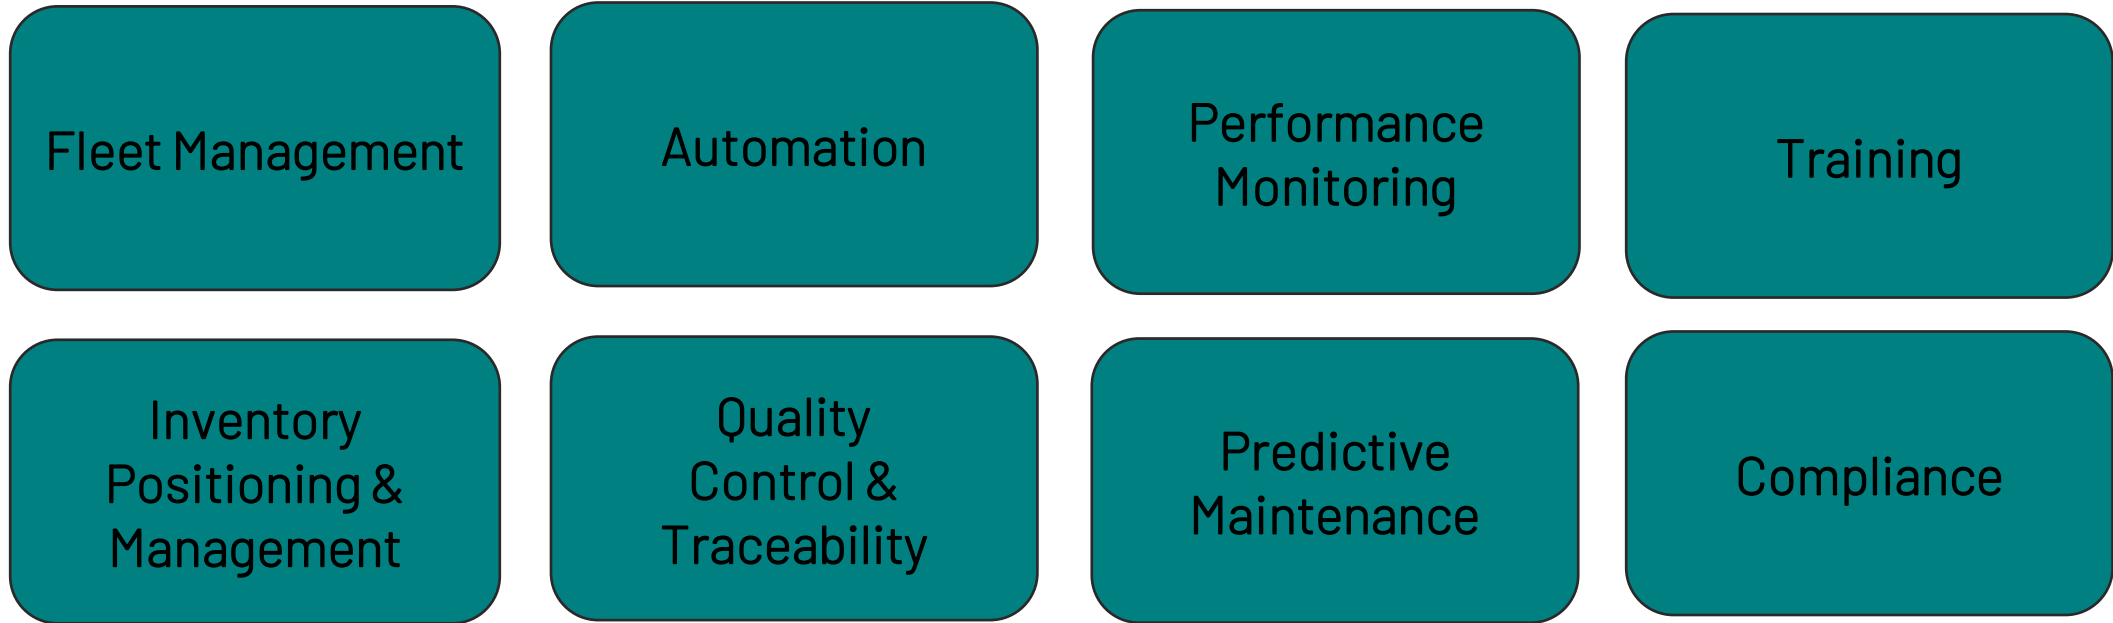 Fleet Management
Automation
Performance
Monitoring
Training
Inventory
Positioning &
Management
Quality
Control &
Traceability
Predictive
Maintenance
Compliance